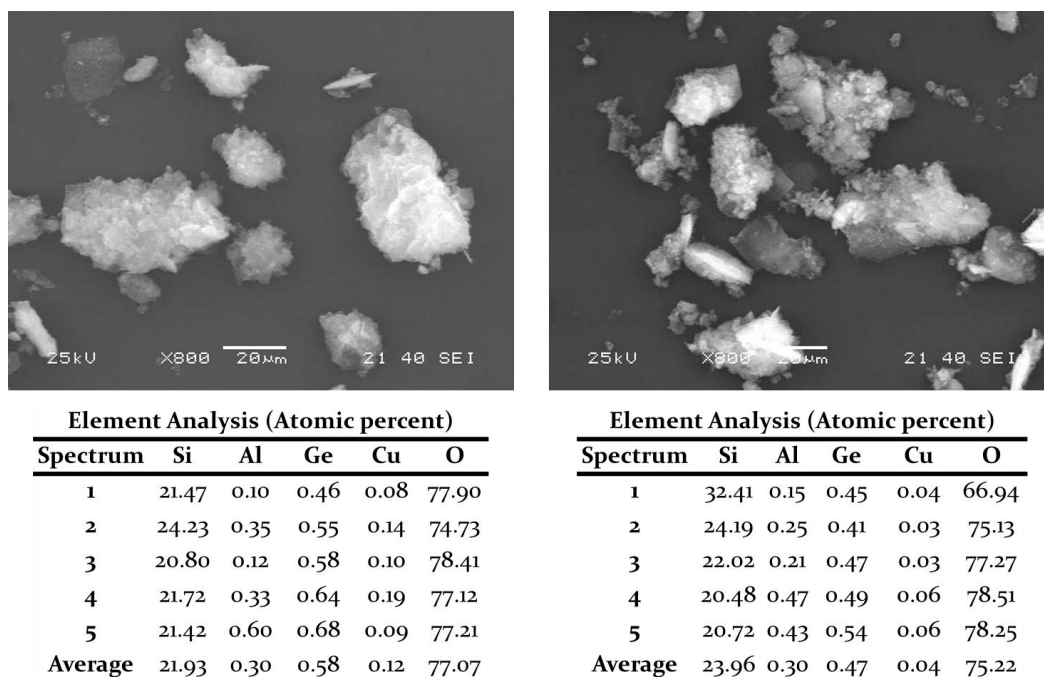 25kV X800 20µm 21 40 SEI
25kV X800 20µm 21 40 SEI
Element Analysis (Atomic percent)
Spectrum Si Al Ge Cu O
1 21.47 0.10 0.46 0.08 77.90
2 24.23 0.35 0.55 0.14 74.73
3 20.80 0.12 0.58 0.10 78.41
4 21.72 0.33 0.64 0.19 77.12
5 21.42 0.60 0.68 0.09 77.21
Average 21.93 0.30 0.58 0.12 77.07
Element Analysis (Atomic percent)
Spectrum Si Al Ge Cu O
1 32.41 0.15 0.45 0.04 66.94
2 24.19 0.25 0.41 0.03 75.13
3 22.02 0.21 0.47 0.03 77.27
4 20.48 0.47 0.49 0.06 78.51
5 20.72 0.43 0.54 0.06 78.25
Average 23.96 0.30 0.47 0.04 75.22